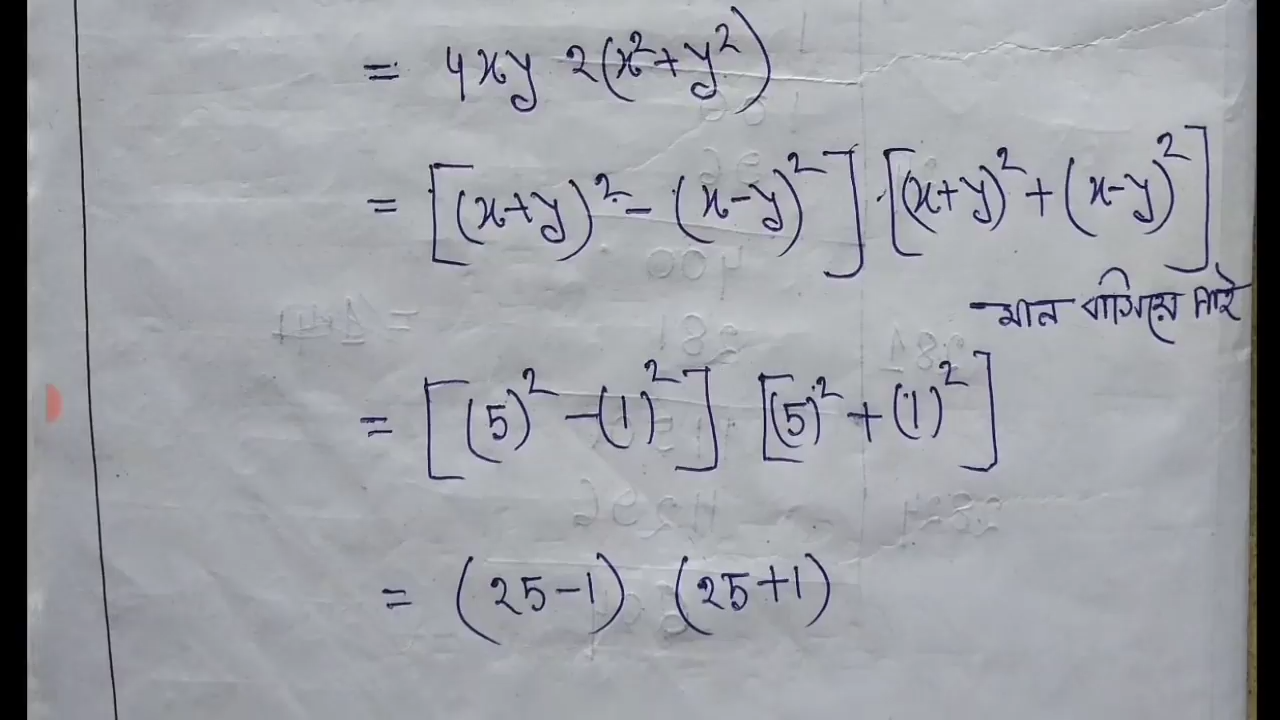 = 4xy 2(x²+y²)
= [(x+y)² - (x-y)²] · [(x+y)² + (x-y)²]
- মান বসিয়ে পাই
= [(5)² - (1)²] [(5)² + (1)²]
= (25-1) (25+1)